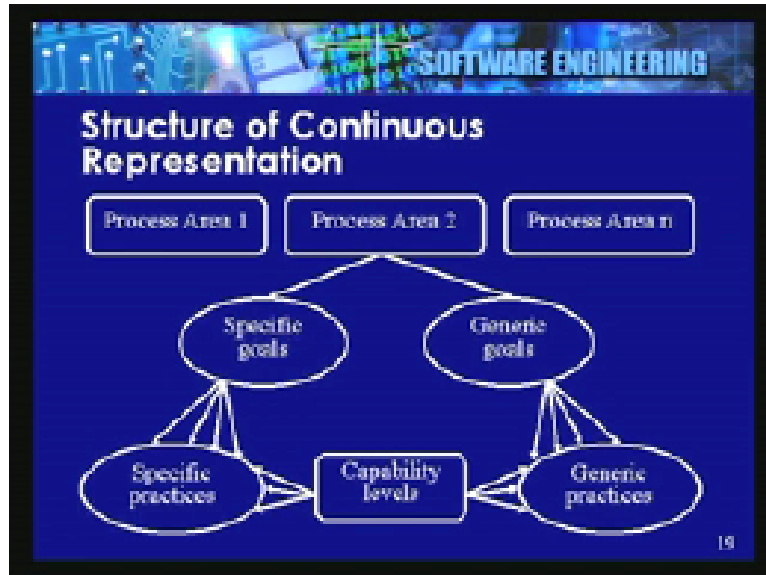 SOFTWARE ENGINEERING
Structure of Continuous
Representation
Process Area 1
Process Area 2
Process Area n
Specific
goals
Generic
goals
Specific
practices
Capability
levels
Generic
practices
19